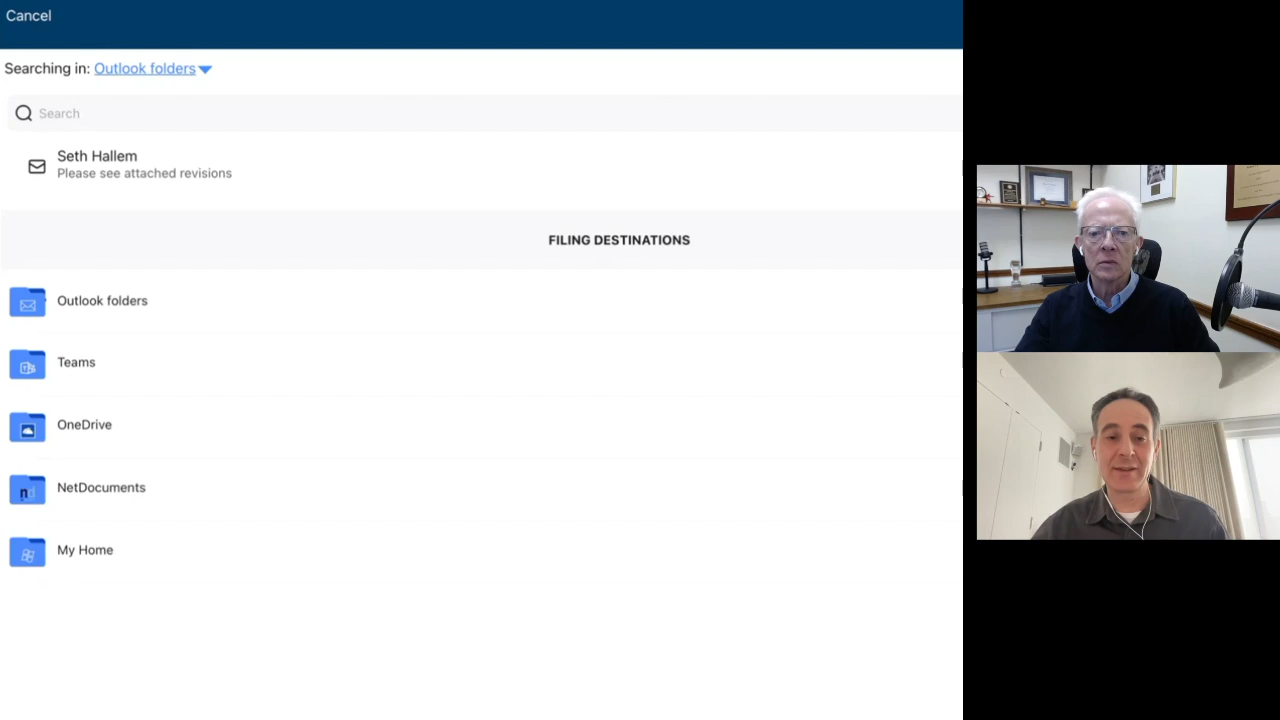 Cancel
Searching in: Outlook folders
Search
Seth Hallem
Please see attached revisions
FILING DESTINATIONS
Outlook folders
Teams
OneDrive
nd
NetDocuments
My Home